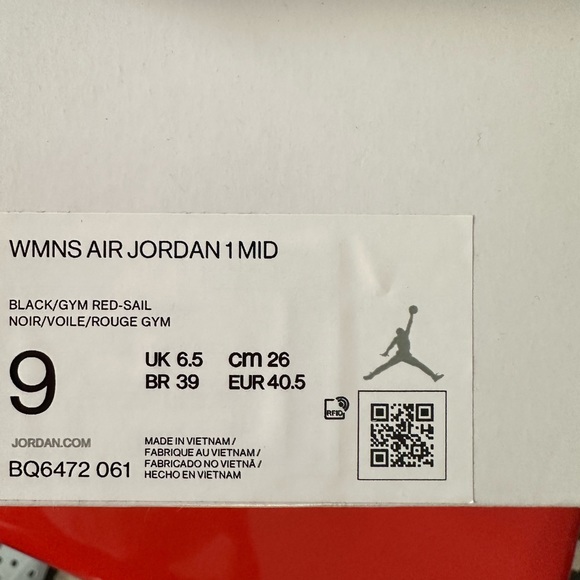 WMNS AIR JORDAN 1 MID
BLACK/GYM RED-SAIL
NOIR/VOILE/ROUGE GYM
9
UK 6.5 cm 26
BR 39 EUR 40.5
RFID
JORDAN.COM
BQ6472 061
MADE IN VIETNAM /
FABRIQUE AU VIETNAM /
FABRICADO NO VIETNÃ /
HECHO EN VIETNAM